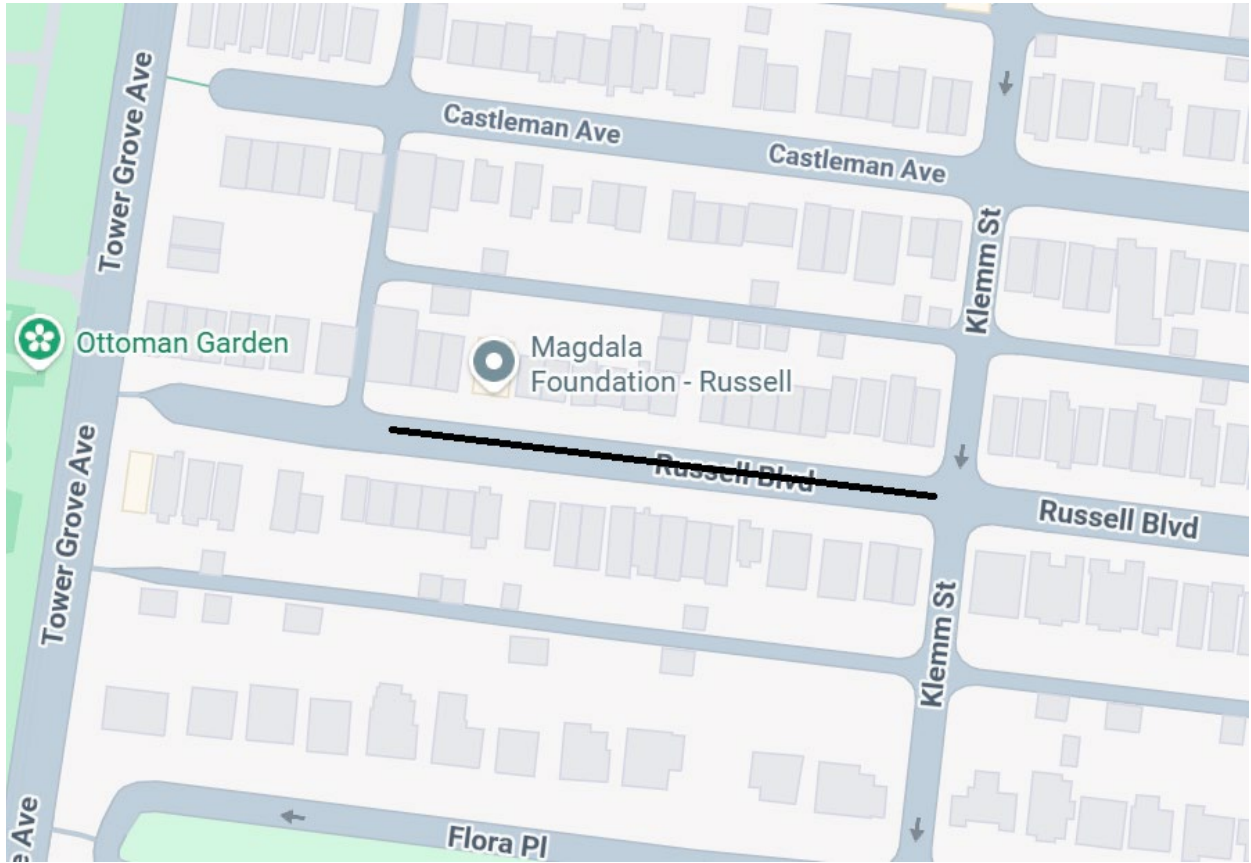 Tower Grove Ave
Castleman Ave
Castleman Ave
Klemm St
Ottoman Garden
Magdala
Foundation - Russell
Tower Grove Ave
Russell Blvd
Russell Blvd
Klemm St
Flora Pl
e Ave